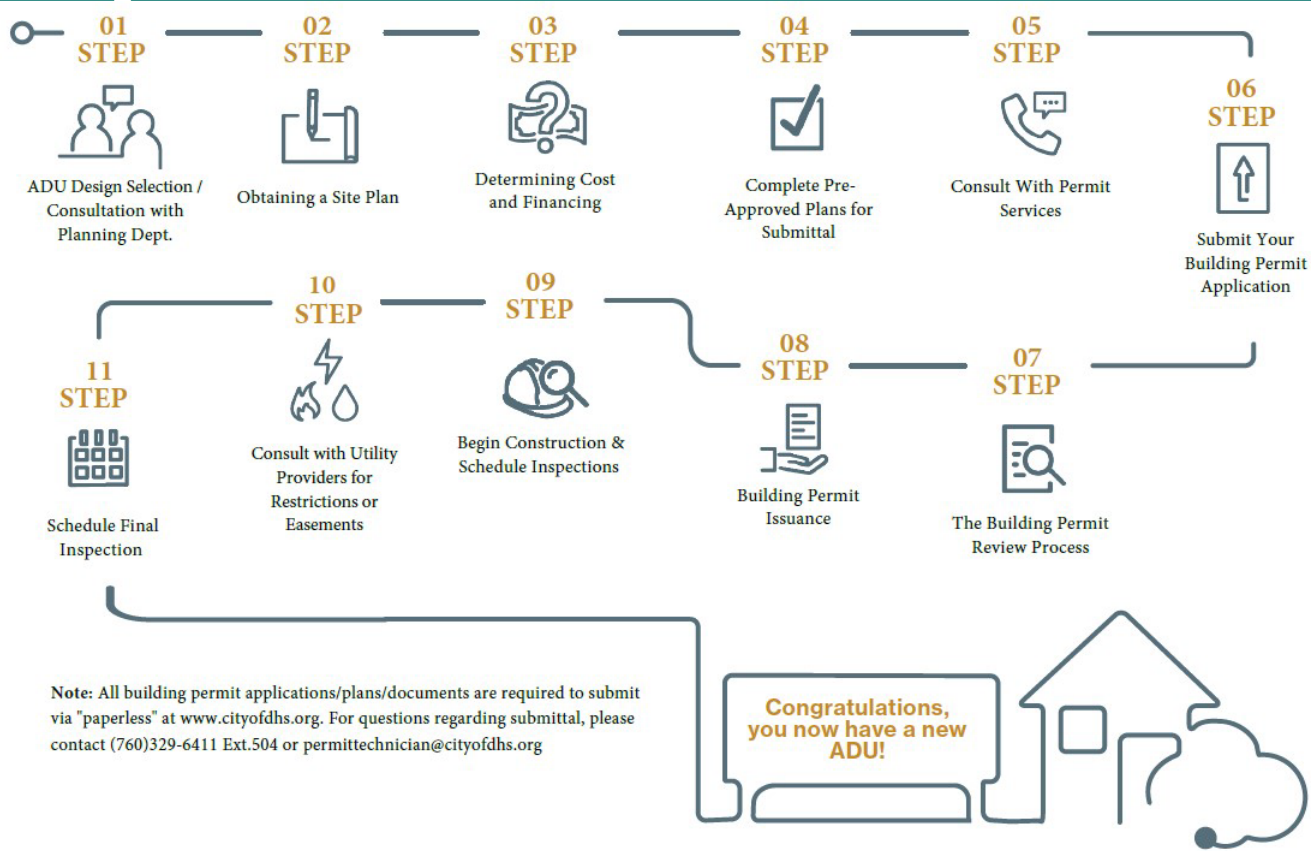 01
STEP
ADU Design Selection /
Consultation with
Planning Dept.
02
STEP
Obtaining a Site Plan
03
STEP
Determining Cost
and Financing
04
STEP
Complete Pre-
Approved Plans for
Submittal
05
STEP
Consult With Permit
Services
06
STEP
Submit Your
Building Permit
Application
07
STEP
The Building Permit
Review Process
08
STEP
Building Permit
Issuance
09
STEP
Begin Construction &
Schedule Inspections
10
STEP
Consult with Utility
Providers for
Restrictions or
Easements
11
STEP
Schedule Final
Inspection
Note: All building permit applications/plans/documents are required to submit
via "paperless" at www.cityofdhs.org. For questions regarding submittal, please
contact (760)329-6411 Ext.504 or permittechnician@cityofdhs.org
Congratulations,
you now have a new
ADU!